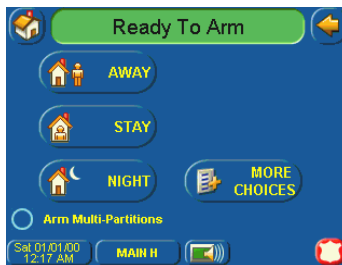 Ready To Arm
AWAY
STAY
NIGHT
MORE
CHOICES
Arm Multi-Partitions
Sat 01/01/00
12:17 AM
MAIN H